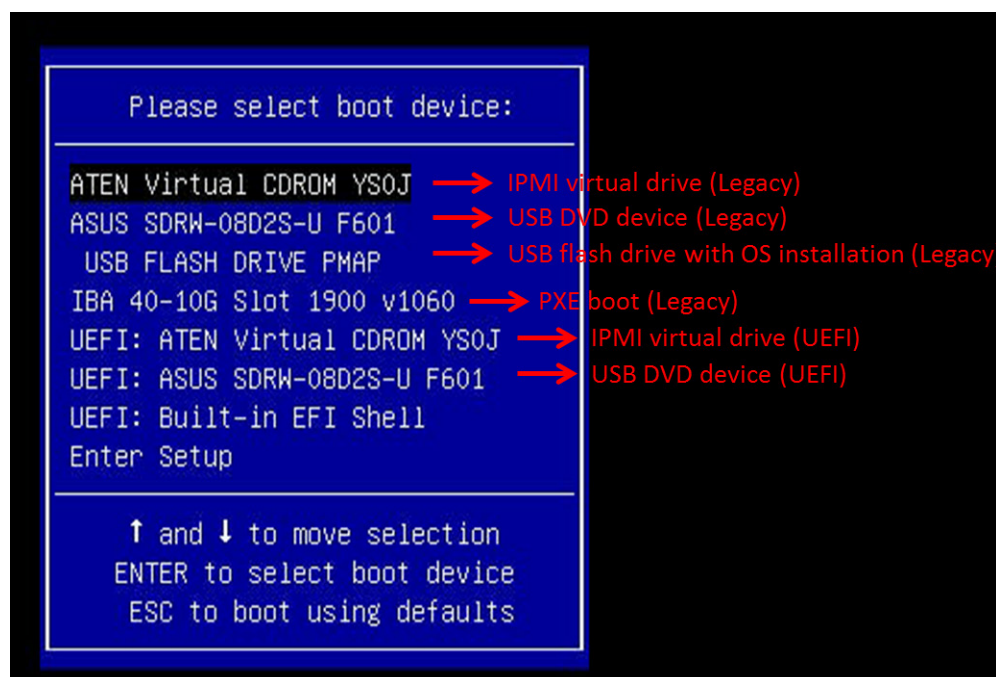 Please select boot device:
ATEN Virtual CDROM YS0J IPMI virtual drive (Legacy)
ASUS SDRW-08D2S-U F601 USB DVD device (Legacy)
USB FLASH DRIVE PMAP USB flash drive with OS installation (Legacy
IBA 40-10G Slot 1900 v1060 PXE boot (Legacy)
UEFI: ATEN Virtual CDROM YS0J IPMI virtual drive (UEFI)
UEFI: ASUS SDRW-08D2S-U F601 USB DVD device (UEFI)
UEFI: Built-in EFI Shell
Enter Setup
↑ and ↓ to move selection
ENTER to select boot device
ESC to boot using defaults